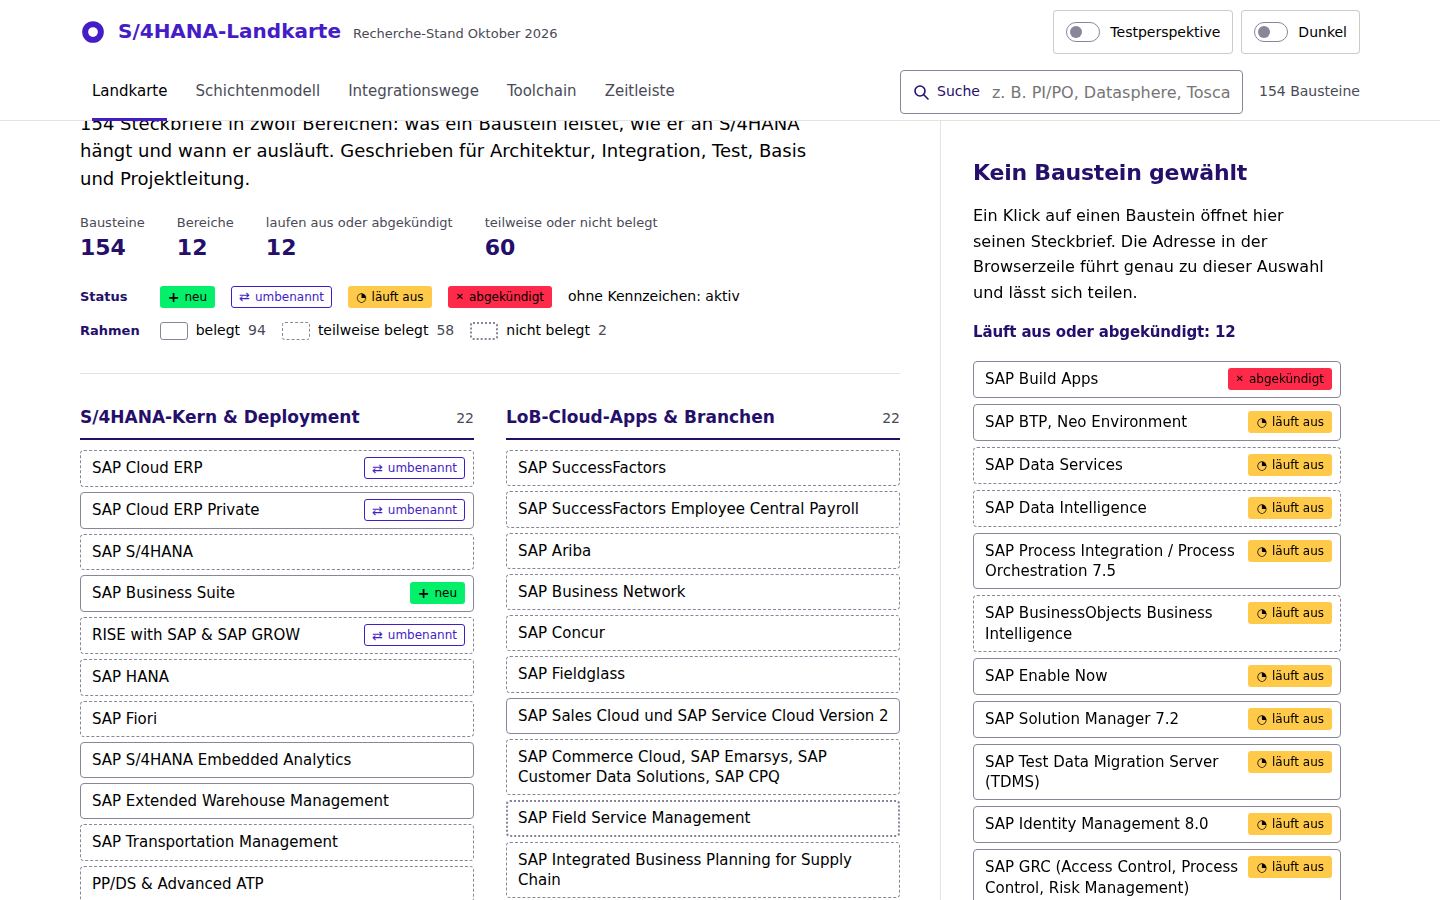 S/4HANA-Landkarte
Recherche-Stand Oktober 2026
Testperspektive
Dunkel
Landkarte
Schichtenmodell
Integrationswege
Toolchain
Zeitleiste
Suche
z. B. PI/PO, Datasphere, Tosca
154 Bausteine
154 Steckbriefe in zwölf Bereichen: was ein Baustein leistet, wie er an S/4HANA
hängt und wann er ausläuft. Geschrieben für Architektur, Integration, Test, Basis
und Projektleitung.
Bausteine
154
Bereiche
12
laufen aus oder abgekündigt
12
teilweise oder nicht belegt
60
Status
+ neu
⇄ umbenannt
◔ läuft aus
✕ abgekündigt
ohne Kennzeichen: aktiv
Rahmen
belegt 94
teilweise belegt 58
nicht belegt 2
S/4HANA-Kern & Deployment 22
SAP Cloud ERP ⇄ umbenannt
SAP Cloud ERP Private ⇄ umbenannt
SAP S/4HANA
SAP Business Suite + neu
RISE with SAP & SAP GROW ⇄ umbenannt
SAP HANA
SAP Fiori
SAP S/4HANA Embedded Analytics
SAP Extended Warehouse Management
SAP Transportation Management
PP/DS & Advanced ATP
LoB-Cloud-Apps & Branchen 22
SAP SuccessFactors
SAP SuccessFactors Employee Central Payroll
SAP Ariba
SAP Business Network
SAP Concur
SAP Fieldglass
SAP Sales Cloud und SAP Service Cloud Version 2
SAP Commerce Cloud, SAP Emarsys, SAP
Customer Data Solutions, SAP CPQ
SAP Field Service Management
SAP Integrated Business Planning for Supply
Chain
Kein Baustein gewählt
Ein Klick auf einen Baustein öffnet hier
seinen Steckbrief. Die Adresse in der
Browserzeile führt genau zu dieser Auswahl
und lässt sich teilen.
Läuft aus oder abgekündigt: 12
SAP Build Apps ✕ abgekündigt
SAP BTP, Neo Environment ◔ läuft aus
SAP Data Services ◔ läuft aus
SAP Data Intelligence ◔ läuft aus
SAP Process Integration / Process ◔ läuft aus
Orchestration 7.5
SAP BusinessObjects Business ◔ läuft aus
Intelligence
SAP Enable Now ◔ läuft aus
SAP Solution Manager 7.2 ◔ läuft aus
SAP Test Data Migration Server ◔ läuft aus
(TDMS)
SAP Identity Management 8.0 ◔ läuft aus
SAP GRC (Access Control, Process ◔ läuft aus
Control, Risk Management)